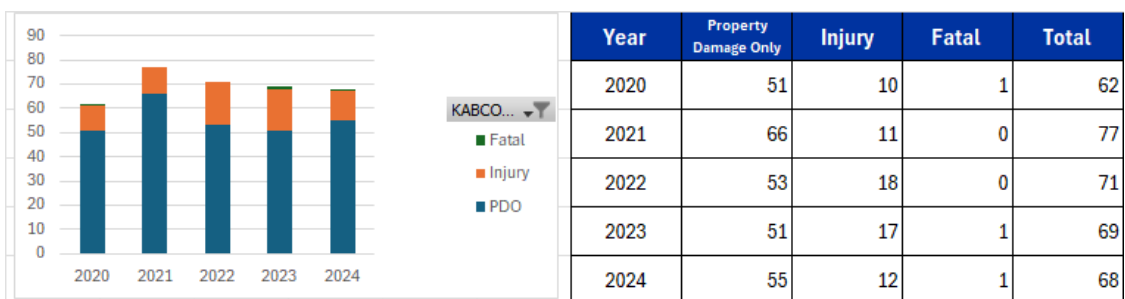 90
80
70
60
50
40
30
20
10
0
2020 2021 2022 2023 2024
KABCO...
Fatal
Injury
PDO
Year Property Damage Only Injury Fatal Total
2020 51 10 1 62
2021 66 11 0 77
2022 53 18 0 71
2023 51 17 1 69
2024 55 12 1 68